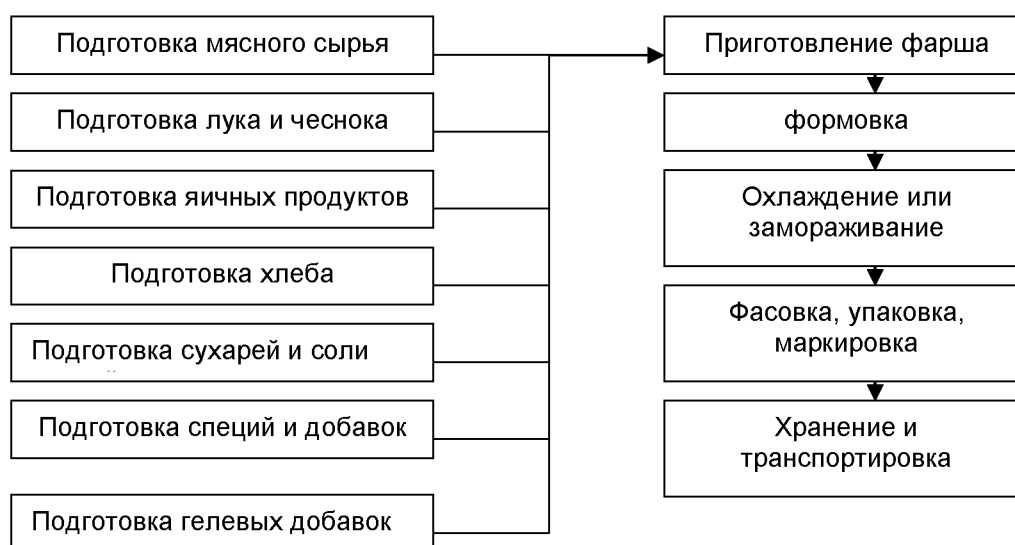 Подготовка мясного сырья
Подготовка лука и чеснока
Подготовка яичных продуктов
Подготовка хлеба
Подготовка сухарей и соли
Подготовка специй и добавок
Подготовка гелевых добавок
Приготовление фарша
формовка
Охлаждение или
замораживание
Фасовка, упаковка,
маркировка
Хранение и
транспортировка